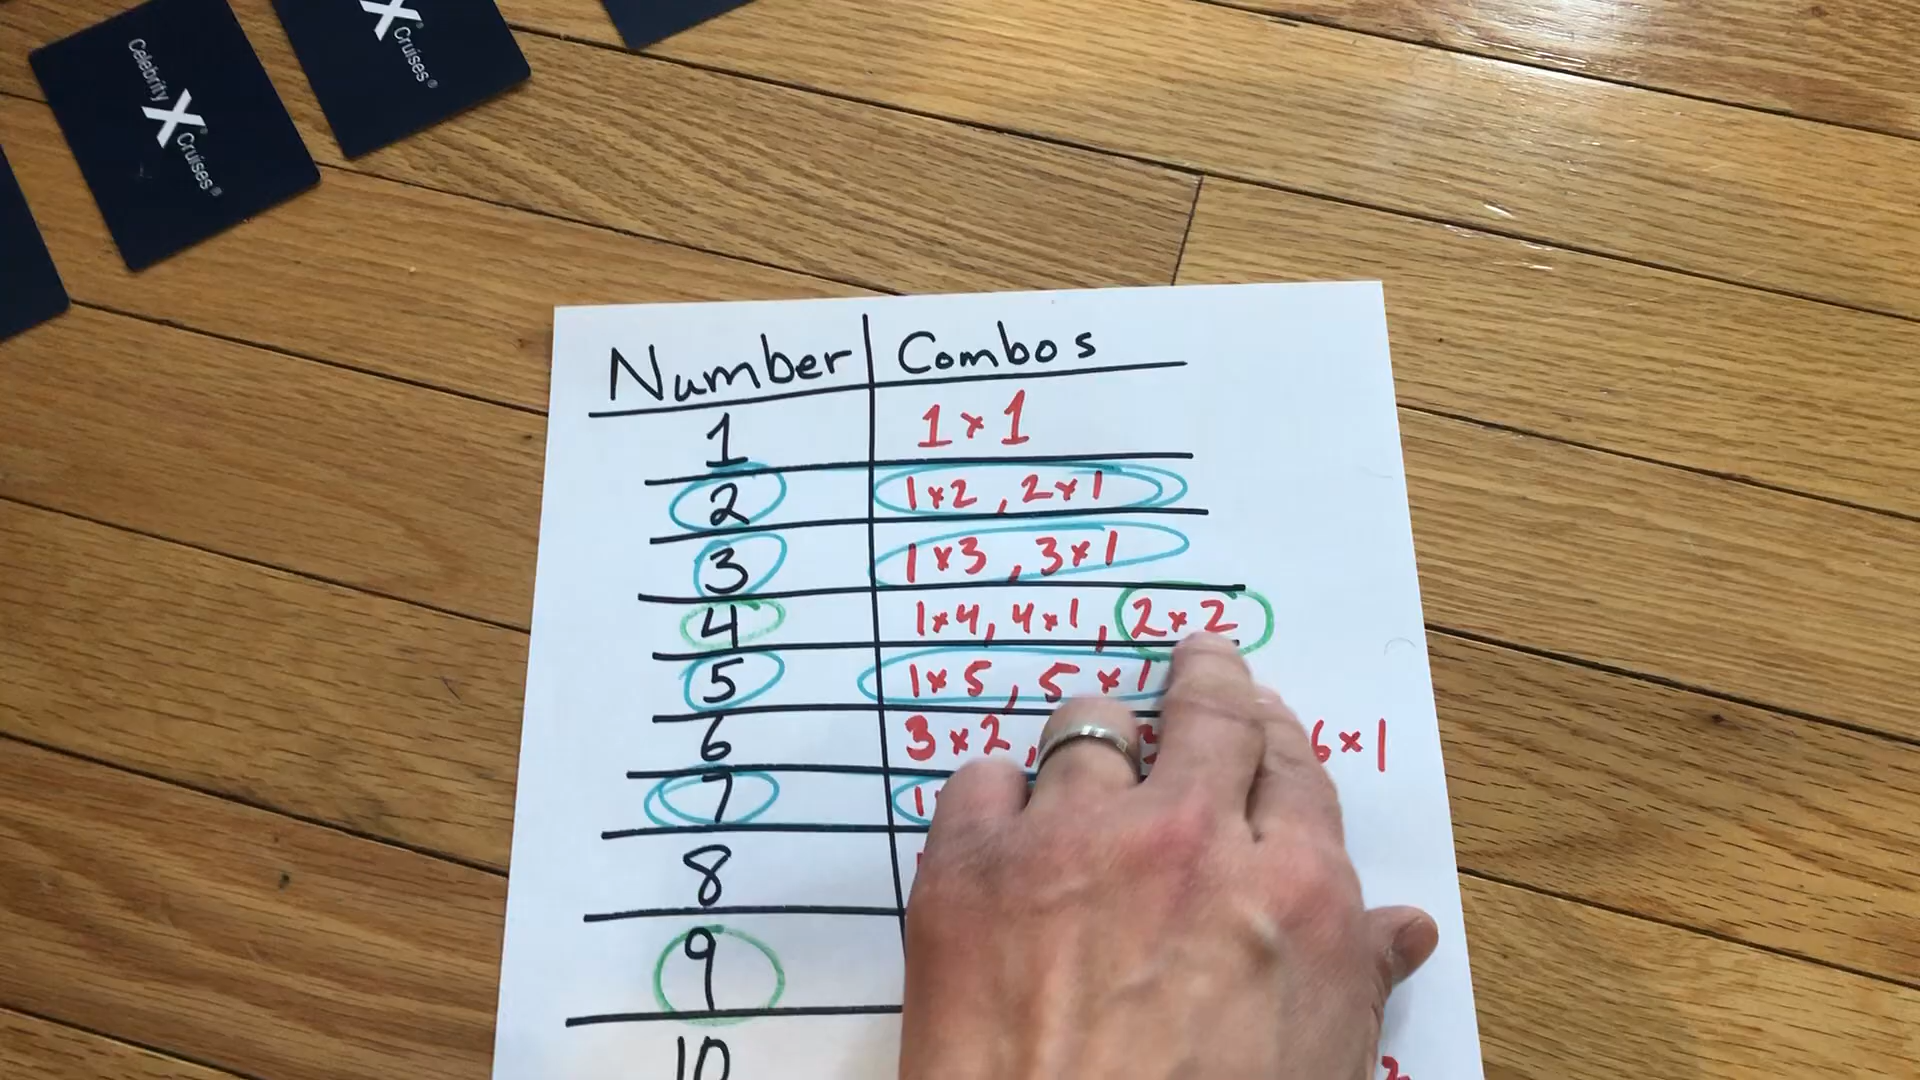 Celebrity X Cruises®
X Cruises®
Number Combos
1 1×1
2 1×2, 2×1
3 1×3, 3×1
4 1×4, 4×1, 2×2
5 1×5, 5×1
6 3×2, 6×1
7
8
9
10